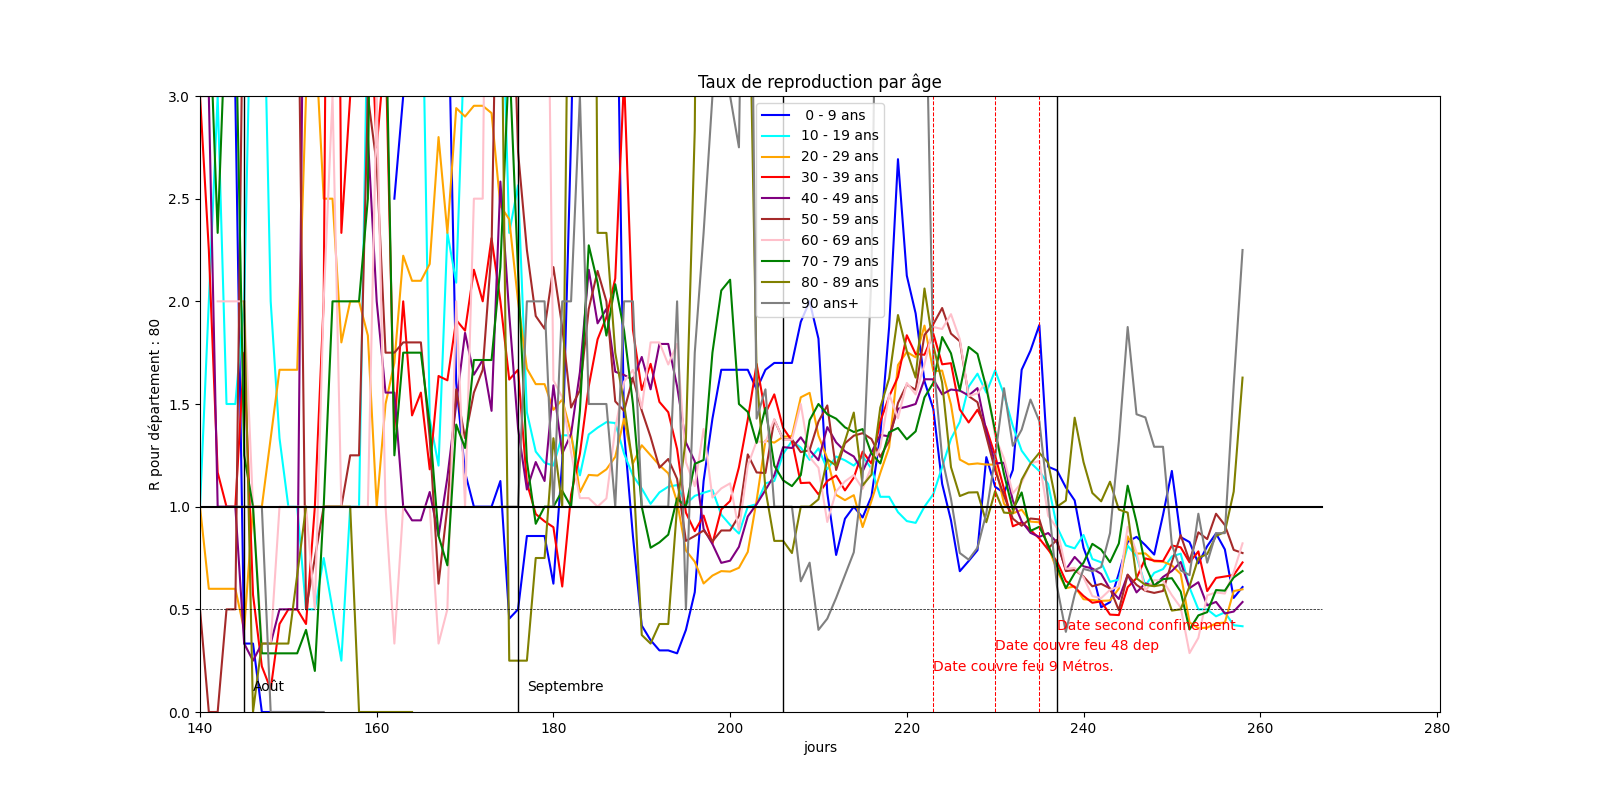 Taux de reproduction par âge
R pour département : 80
3.0
2.5
2.0
1.5
1.0
0.5
0.0
0 - 9 ans
10 - 19 ans
20 - 29 ans
30 - 39 ans
40 - 49 ans
50 - 59 ans
60 - 69 ans
70 - 79 ans
80 - 89 ans
90 ans+
Date second confinement
Date couvre feu 48 dep
Date couvre feu 9 Métros.
Août
Septembre
140
160
180
200
220
240
260
280
jours